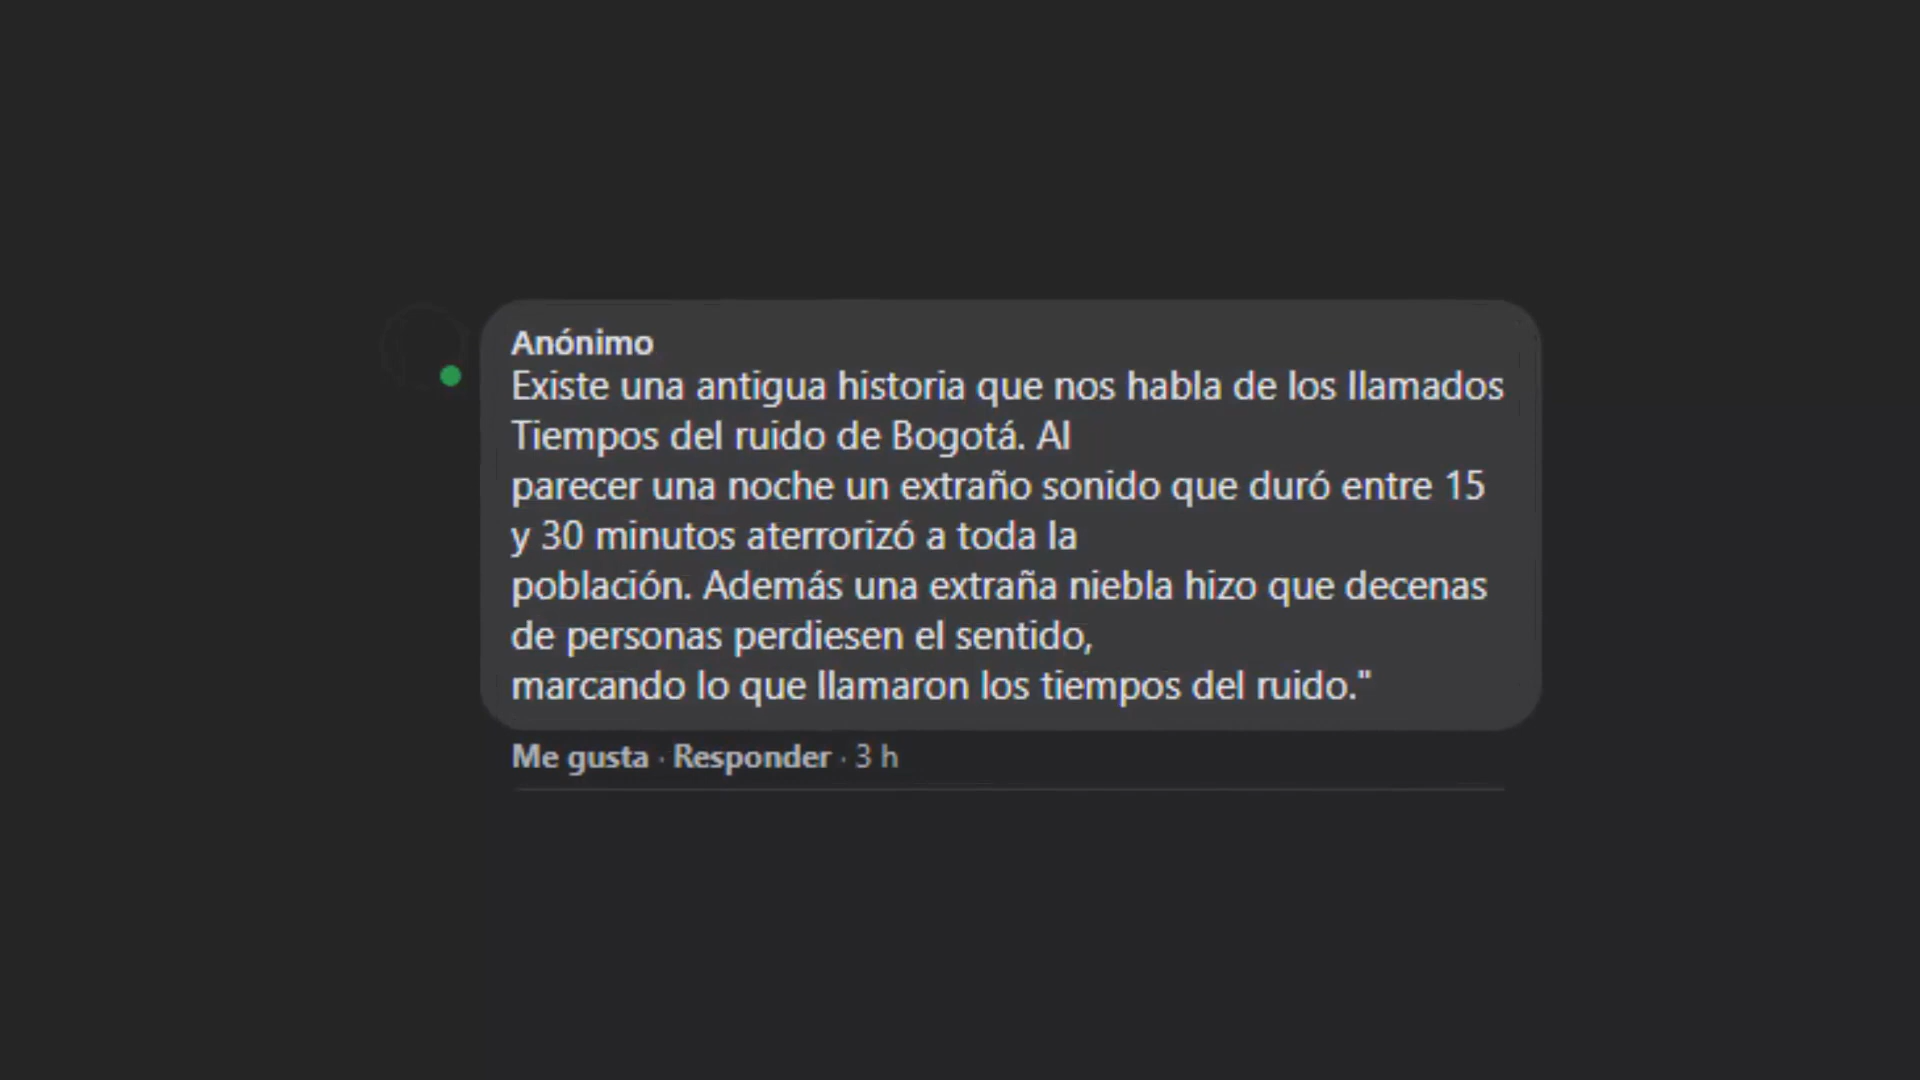 Anónimo
Existe una antigua historia que nos habla de los llamados
Tiempos del ruido de Bogotá. Al
parecer una noche un extraño sonido que duró entre 15
y 30 minutos aterrorizó a toda la
población. Además una extraña niebla hizo que decenas
de personas perdiesen el sentido,
marcando lo que llamaron los tiempos del ruido."
Me gusta · Responder · 3 h